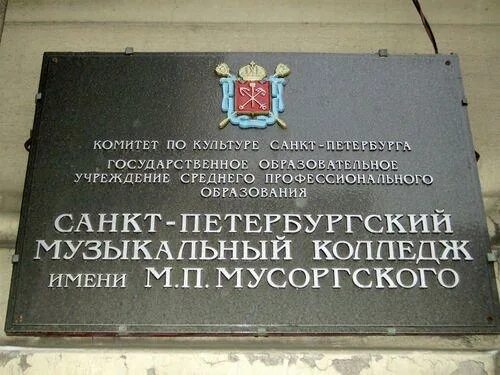 КОМИТЕТ ПО КУЛЬТУРЕ САНКТ-ПЕТЕРБУРГА
ГОСУДАРСТВЕННОЕ ОБРАЗОВАТЕЛЬНОЕ
УЧРЕЖДЕНИЕ СРЕДНЕГО ПРОФЕССИОНАЛЬНОГО
ОБРАЗОВАНИЯ
САНКТ-ПЕТЕРБУРГСКИЙ
МУЗЫКАЛЬНЫЙ КОЛЛЕДЖ
ИМЕНИ М.П.МУСОРГСКОГО